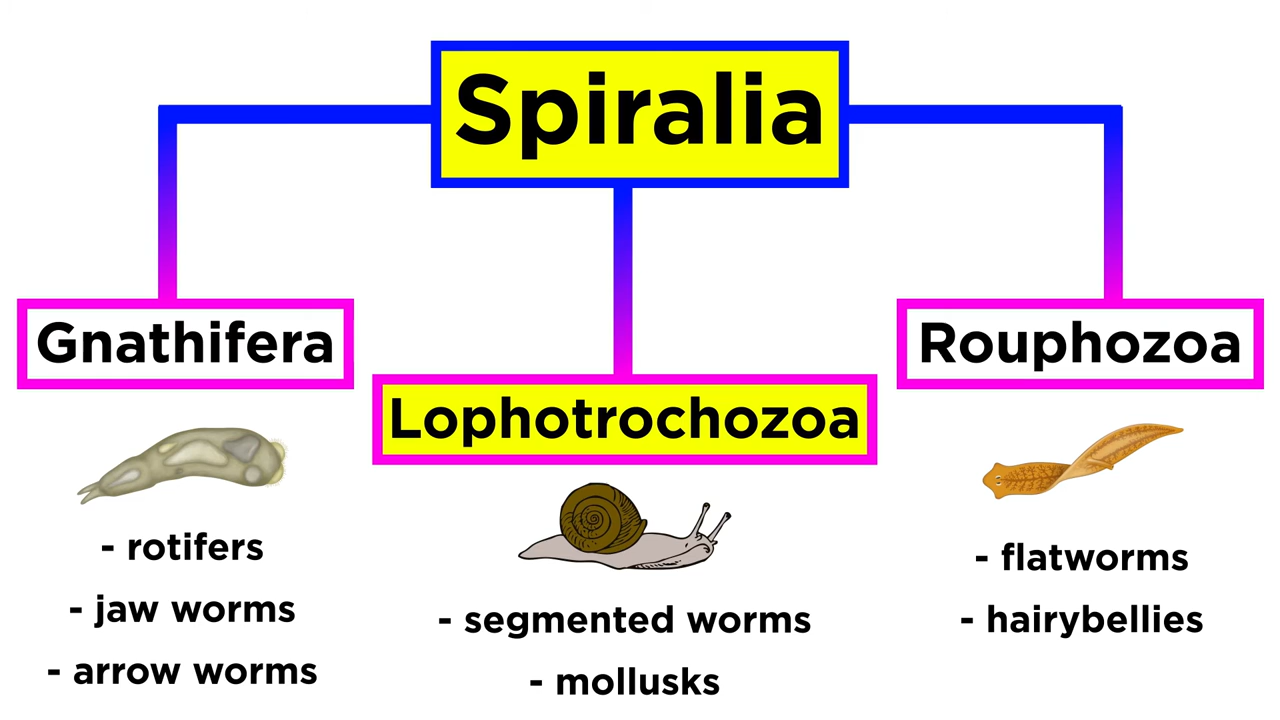 Spiralia
Gnathifera
Lophotrochozoa
Rouphozoa
- rotifers
- jaw worms
- arrow worms
- segmented worms
- mollusks
- flatworms
- hairybellies